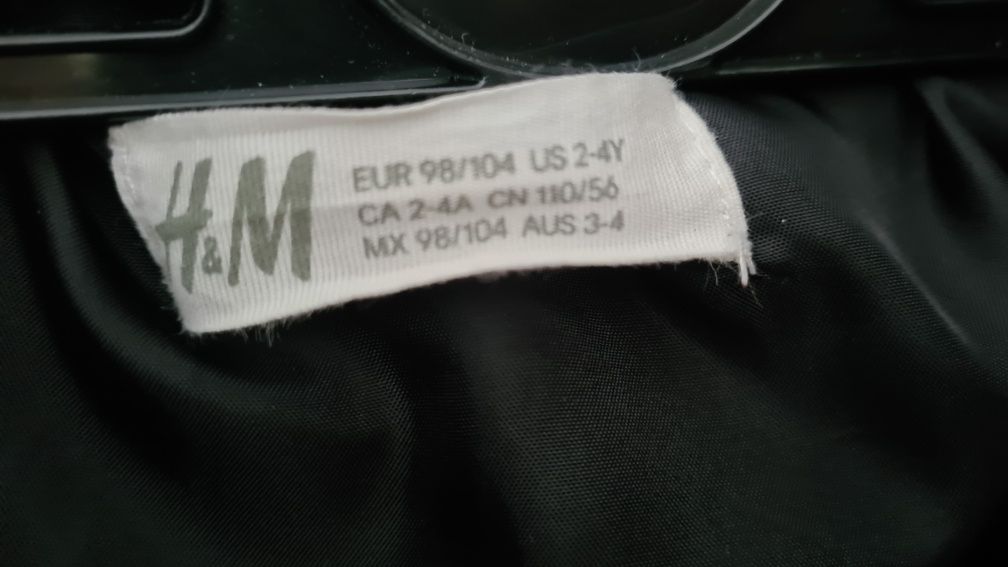 H&M
EUR 98/104 US 2-4Y
CA 2-4A CN 110/56
MX 98/104 AUS 3-4